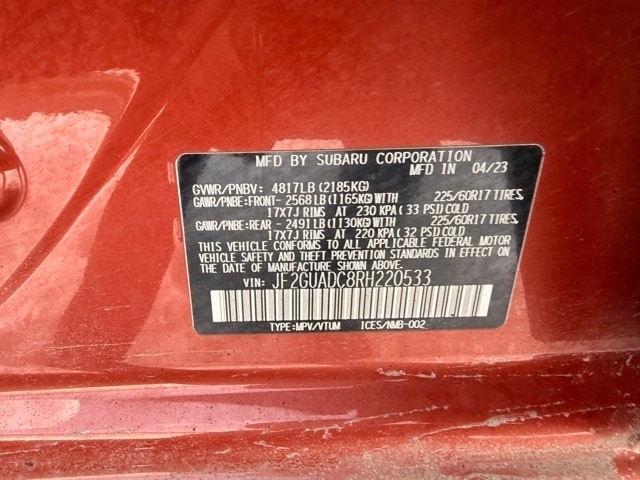 MFD BY SUBARU CORPORATION
MFD IN 04/23
GVWR/PNBV: 4817LB (2185KG)
GAWR/PNBE:FRONT- 2568LB(1165KG)WITH 225/60R17 TIRES,
17X7J RIMS AT 230 KPA (33 PSI)COLD
GAWR/PNBE:REAR - 2491LB(1130KG)WITH 225/60R17 TIRES,
17X7J RIMS AT 220 KPA (32 PSI)COLD
THIS VEHICLE CONFORMS TO ALL APPLICABLE FEDERAL MOTOR
VEHICLE SAFETY AND THEFT PREVENTION STANDARDS IN EFFECT ON
THE DATE OF MANUFACTURE SHOWN ABOVE.
VIN: JF2GUADC8RH220533
TYPE:MPV/VTUM ICES/NMB-002